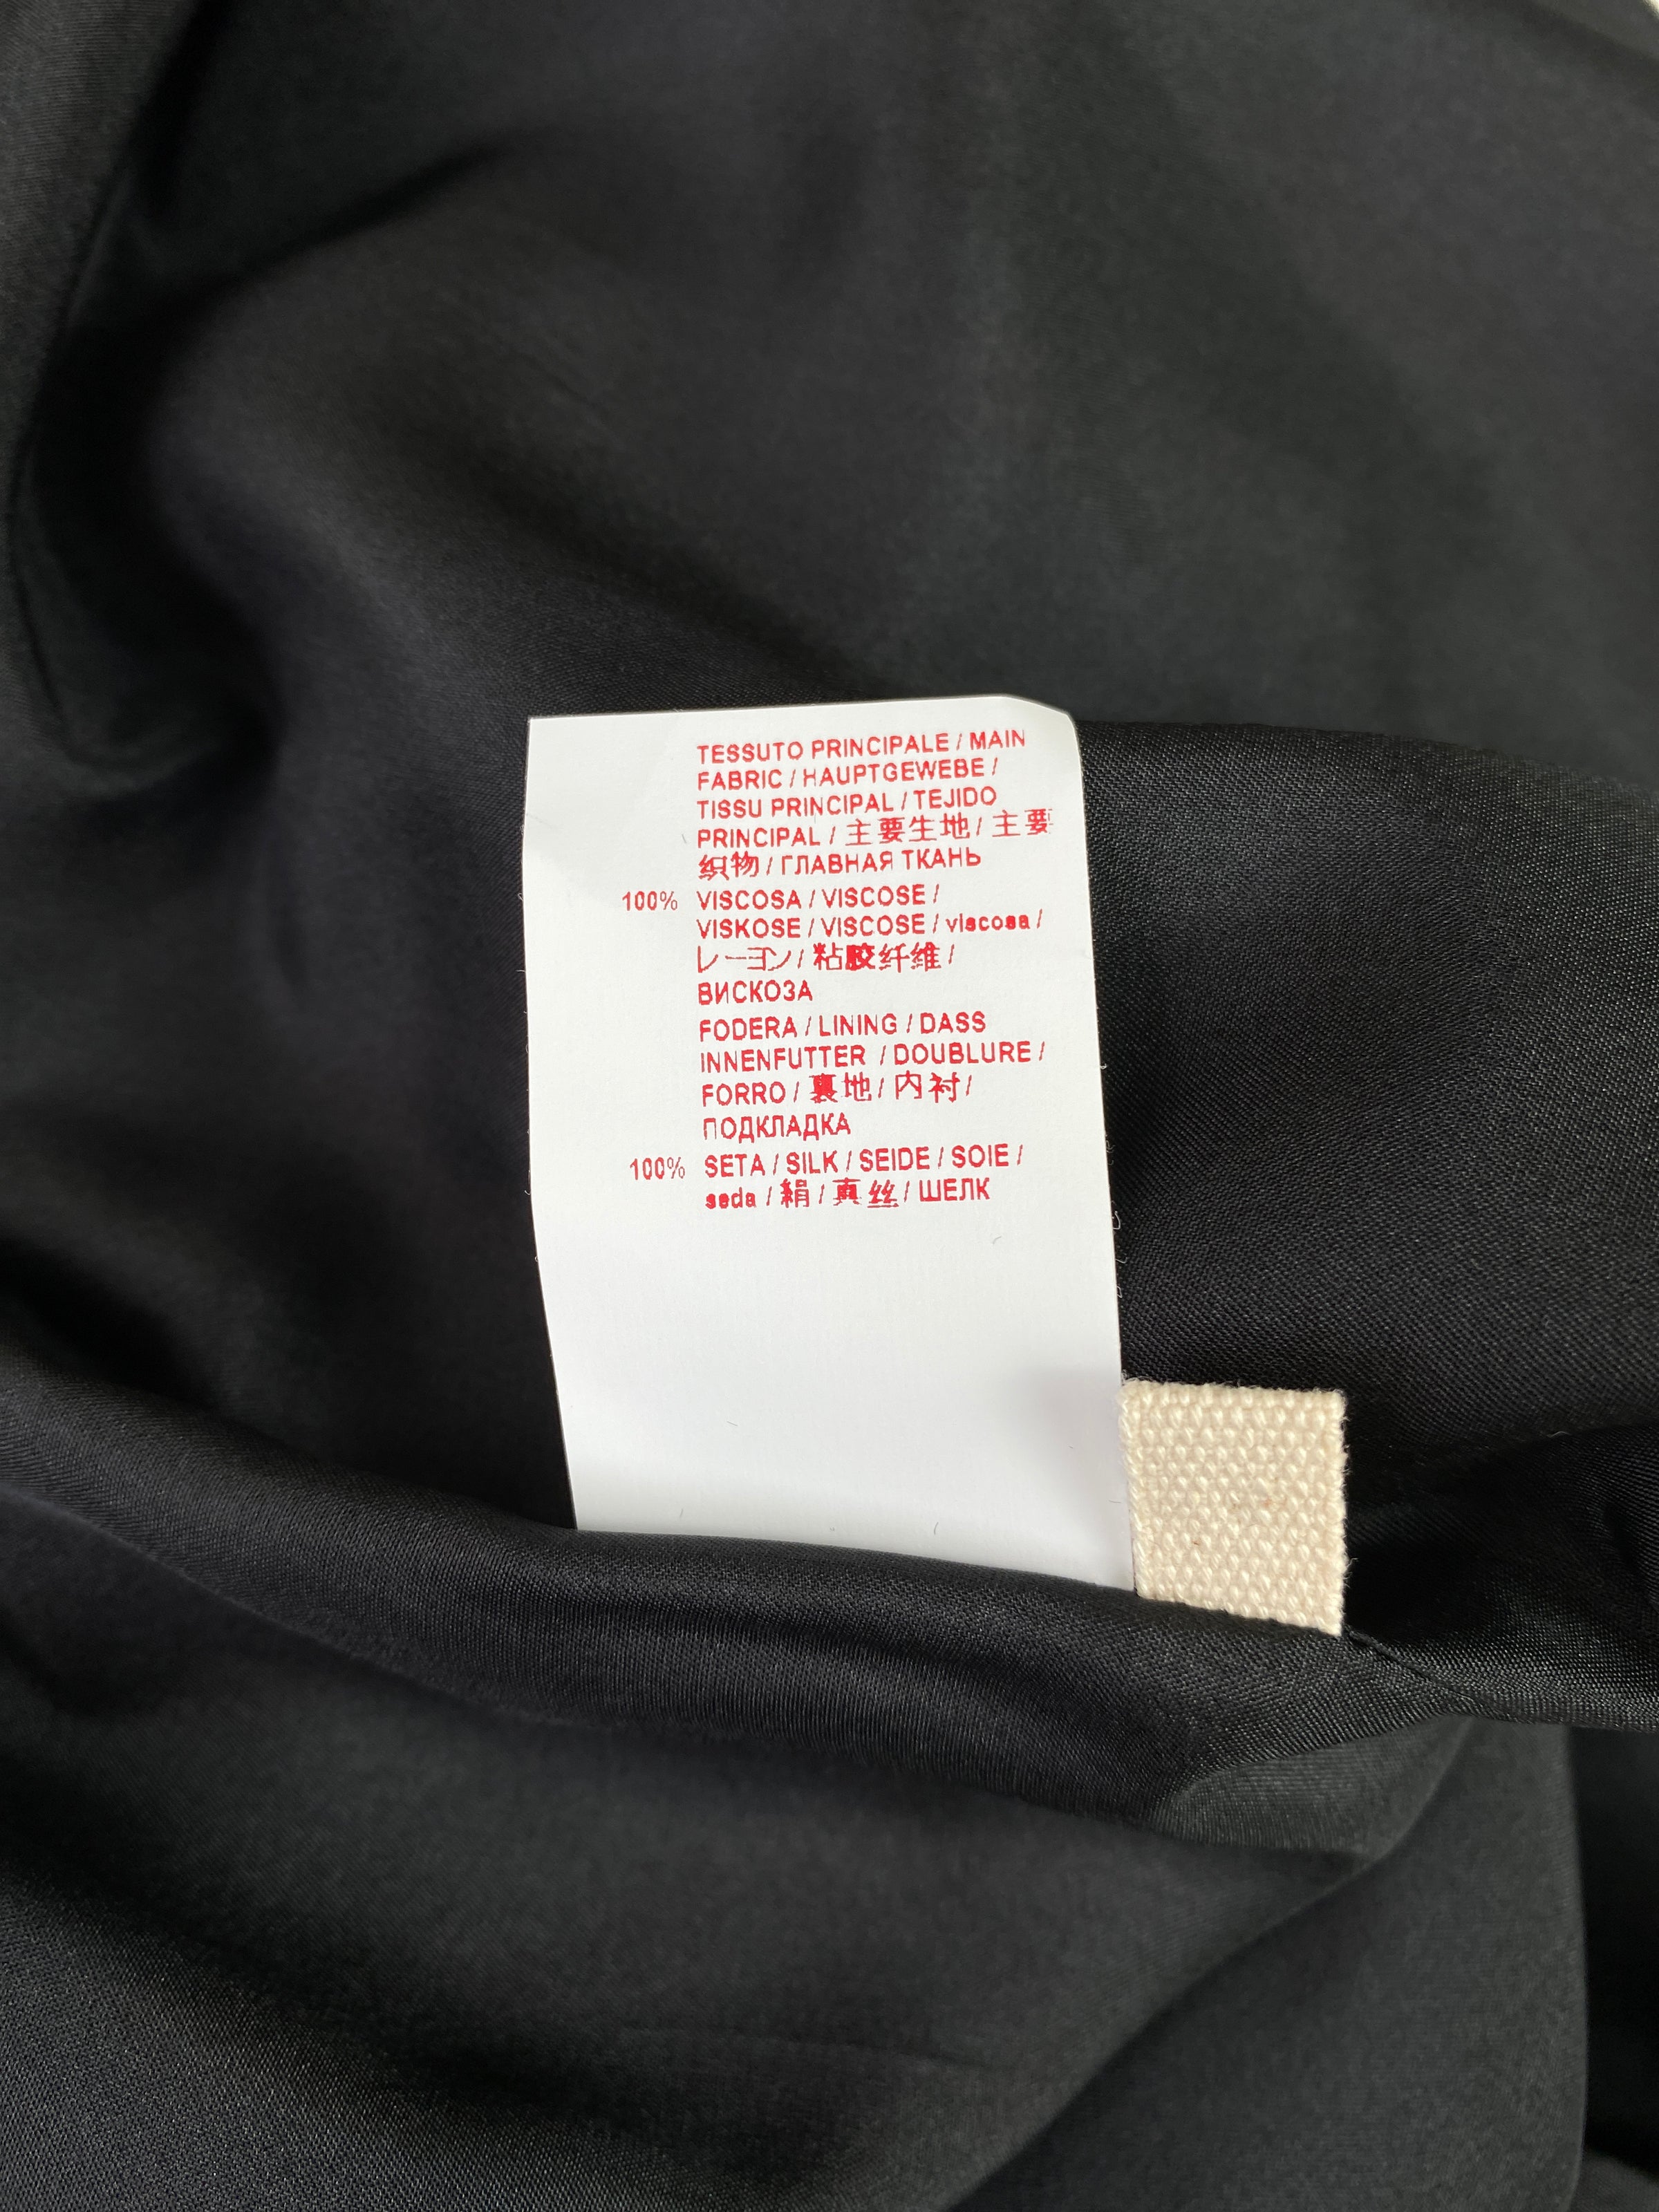 TESSUTO PRINCIPALE / MAIN
FABRIC / HAUPTGEWEBE /
TISSU PRINCIPAL / TEJIDO
PRINCIPAL / 主要生地 / 主要
织物 / ГЛАВНАЯ ТКАНЬ
100% VISCOSA / VISCOSE /
VISKOSE / VISCOSE / viscosa /
レーヨン / 粘胶纤维 /
ВИСКОЗА
FODERA / LINING / DASS
INNENFUTTER / DOUBLURE /
FORRO / 裏地 / 内衬 /
ПОДКЛАДКА
100% SETA / SILK / SEIDE / SOIE /
seda / 絹 / 真丝 / ШЕЛК